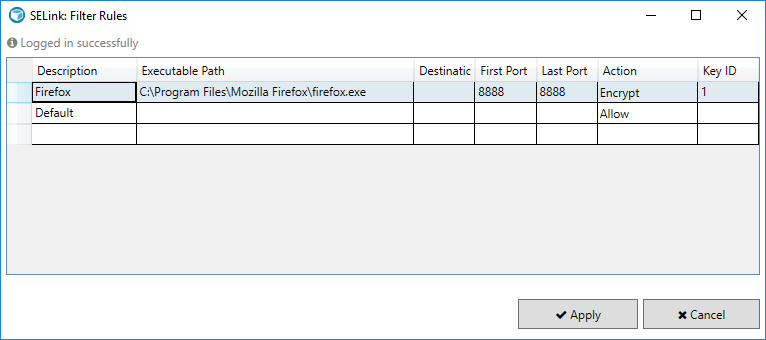 SELink: Filter Rules
Logged in successfully
Description Executable Path Destinatic First Port Last Port Action Key ID
Firefox C:\Program Files\Mozilla Firefox\firefox.exe 8888 8888 Encrypt 1
Default Allow
Apply Cancel